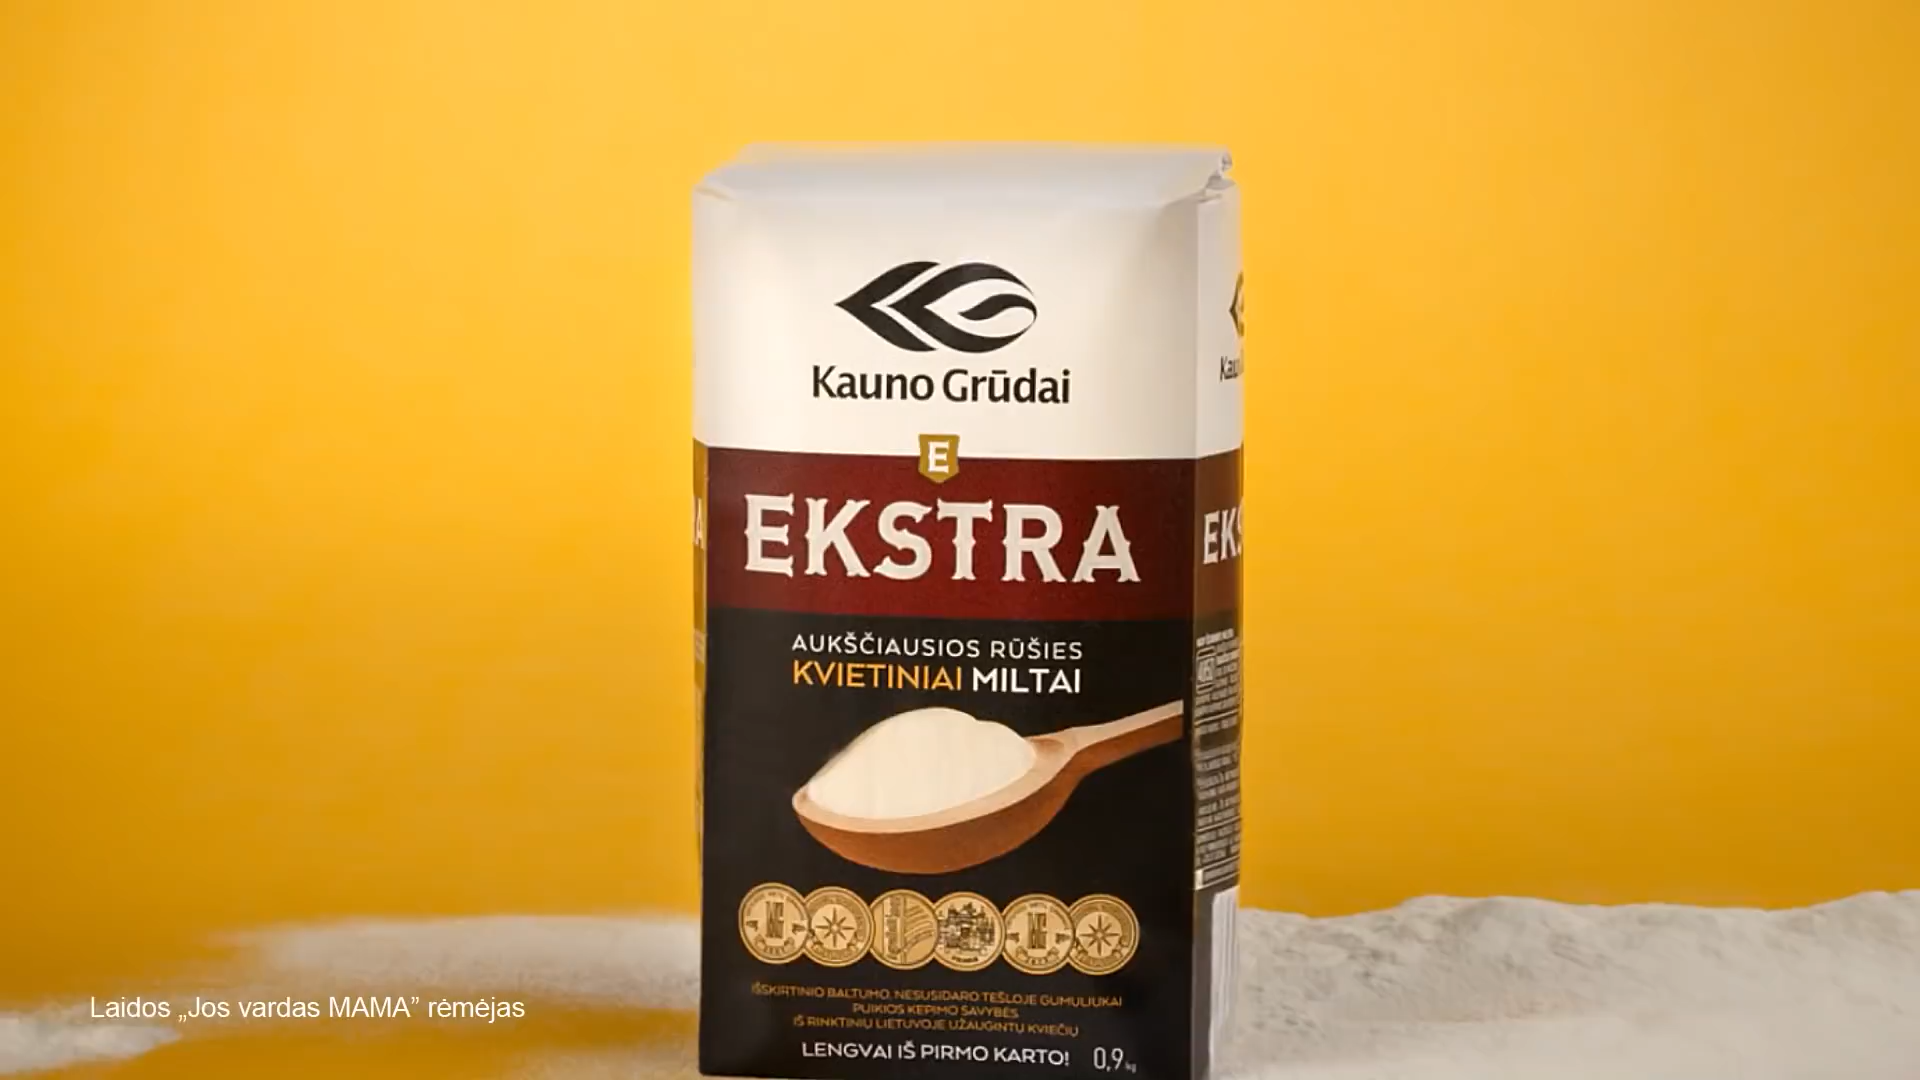 Kauno Grūdai
E
EKSTRA
AUKŠČIAUSIOS RŪŠIES
KVIETINIAI MILTAI
IŠSKIRTINIO BALTUMO, NESUSIDARO TEŠLOJE GUMULIUKAI
PUIKIOS KEPIMO SAVYBĖS
IŠ RINKTINIŲ LIETUVOJE UŽAUGINTŲ KVIEČIŲ
LENGVAI IŠ PIRMO KARTO! 0,9 kg
Laidos „Jos vardas MAMA” rėmėjas